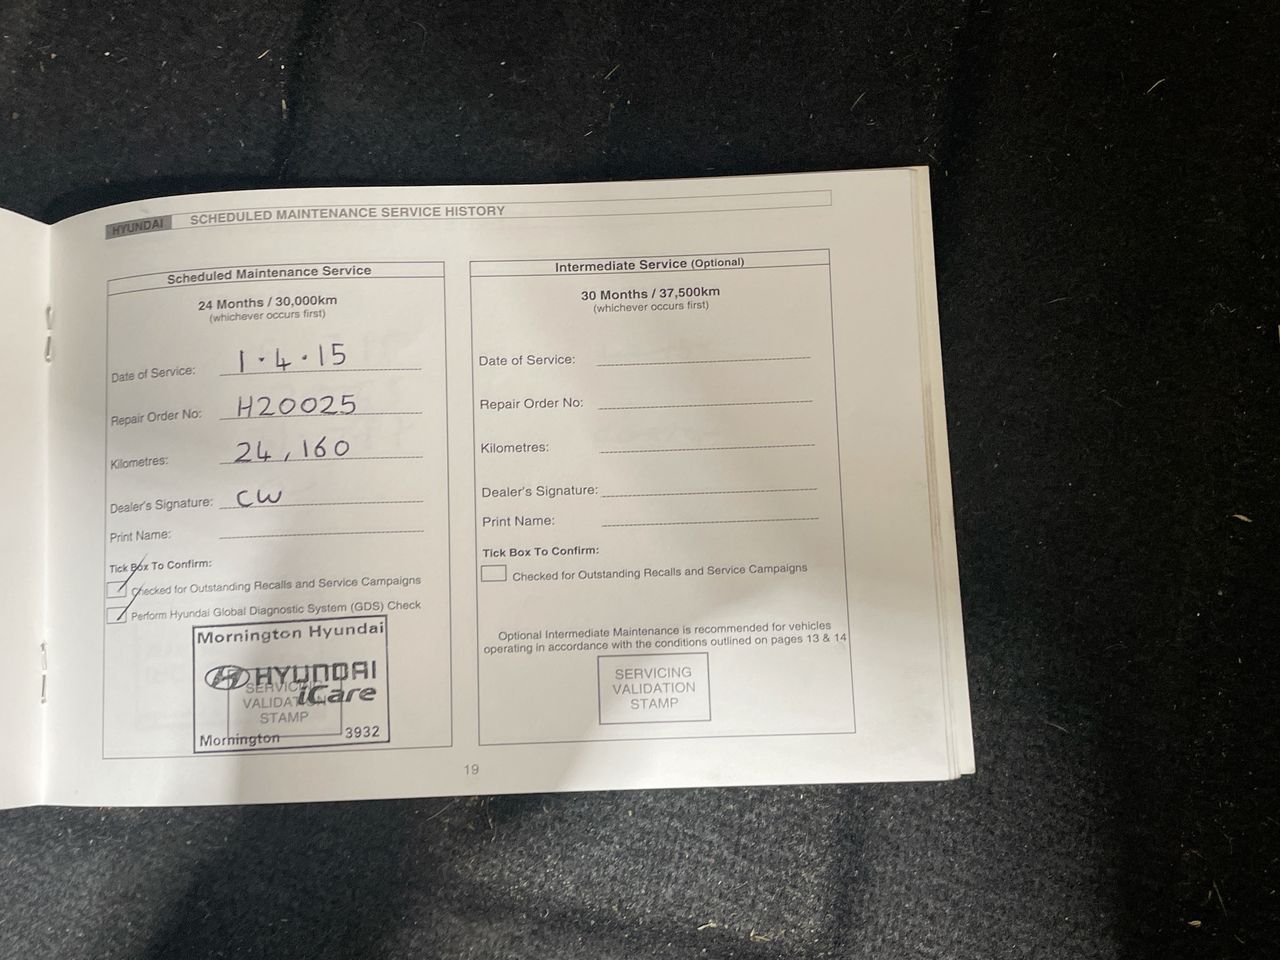 HYUNDAI SCHEDULED MAINTENANCE SERVICE HISTORY
Scheduled Maintenance Service
24 Months / 30,000km
(whichever occurs first)
Date of Service: 1.4.15
Repair Order No: H20025
Kilometres: 24,160
Dealer's Signature: CW
Print Name:
Tick Box To Confirm:
Checked for Outstanding Recalls and Service Campaigns
Perform Hyundai Global Diagnostic System (GDS) Check
Mornington Hyundai
HYUNDAI
iCare
SERVICING
VALIDATION
STAMP
Mornington 3932
Intermediate Service (Optional)
30 Months / 37,500km
(whichever occurs first)
Date of Service:
Repair Order No:
Kilometres:
Dealer's Signature:
Print Name:
Tick Box To Confirm:
Checked for Outstanding Recalls and Service Campaigns
Optional Intermediate Maintenance is recommended for vehicles
operating in accordance with the conditions outlined on pages 13 & 14
SERVICING
VALIDATION
STAMP
19